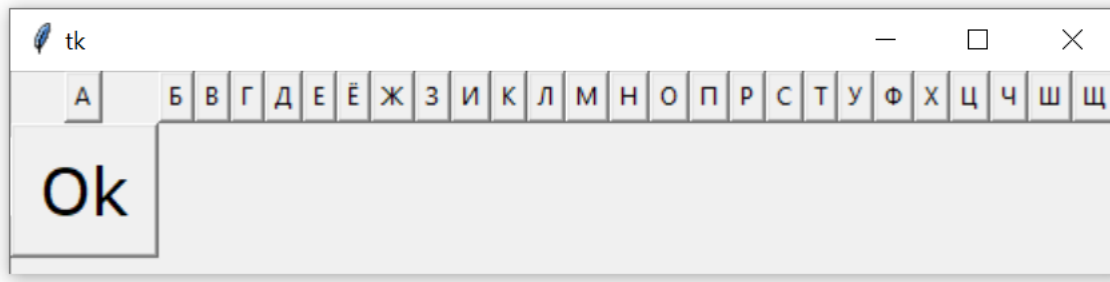 tk
А Б В Г Д Е Ё Ж З И К Л М Н О П Р С Т У Ф Х Ц Ч Ш Щ
Ok